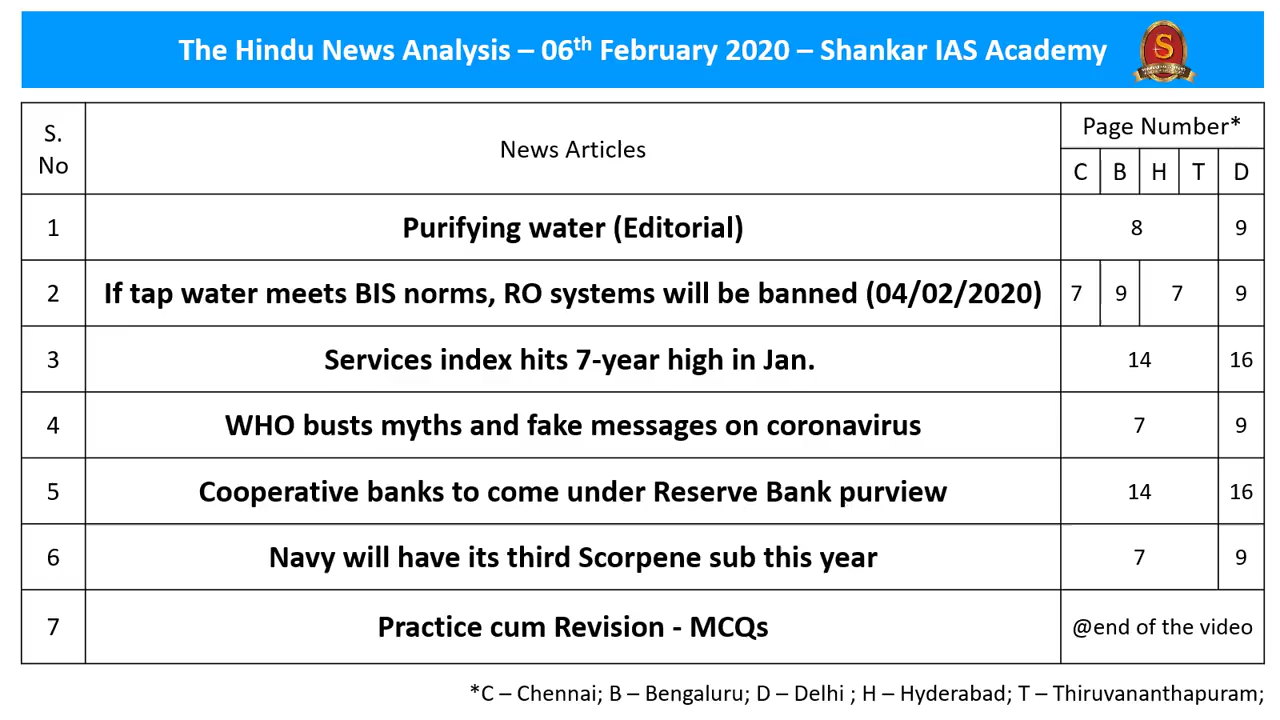 The Hindu News Analysis – 06th February 2020 – Shankar IAS Academy
S
S. No
News Articles
Page Number*
C B H T D
1 Purifying water (Editorial) 8 9
2 If tap water meets BIS norms, RO systems will be banned (04/02/2020) 7 9 7 9
3 Services index hits 7-year high in Jan. 14 16
4 WHO busts myths and fake messages on coronavirus 7 9
5 Cooperative banks to come under Reserve Bank purview 14 16
6 Navy will have its third Scorpene sub this year 7 9
7 Practice cum Revision - MCQs @end of the video
*C – Chennai; B – Bengaluru; D – Delhi ; H – Hyderabad; T – Thiruvananthapuram;